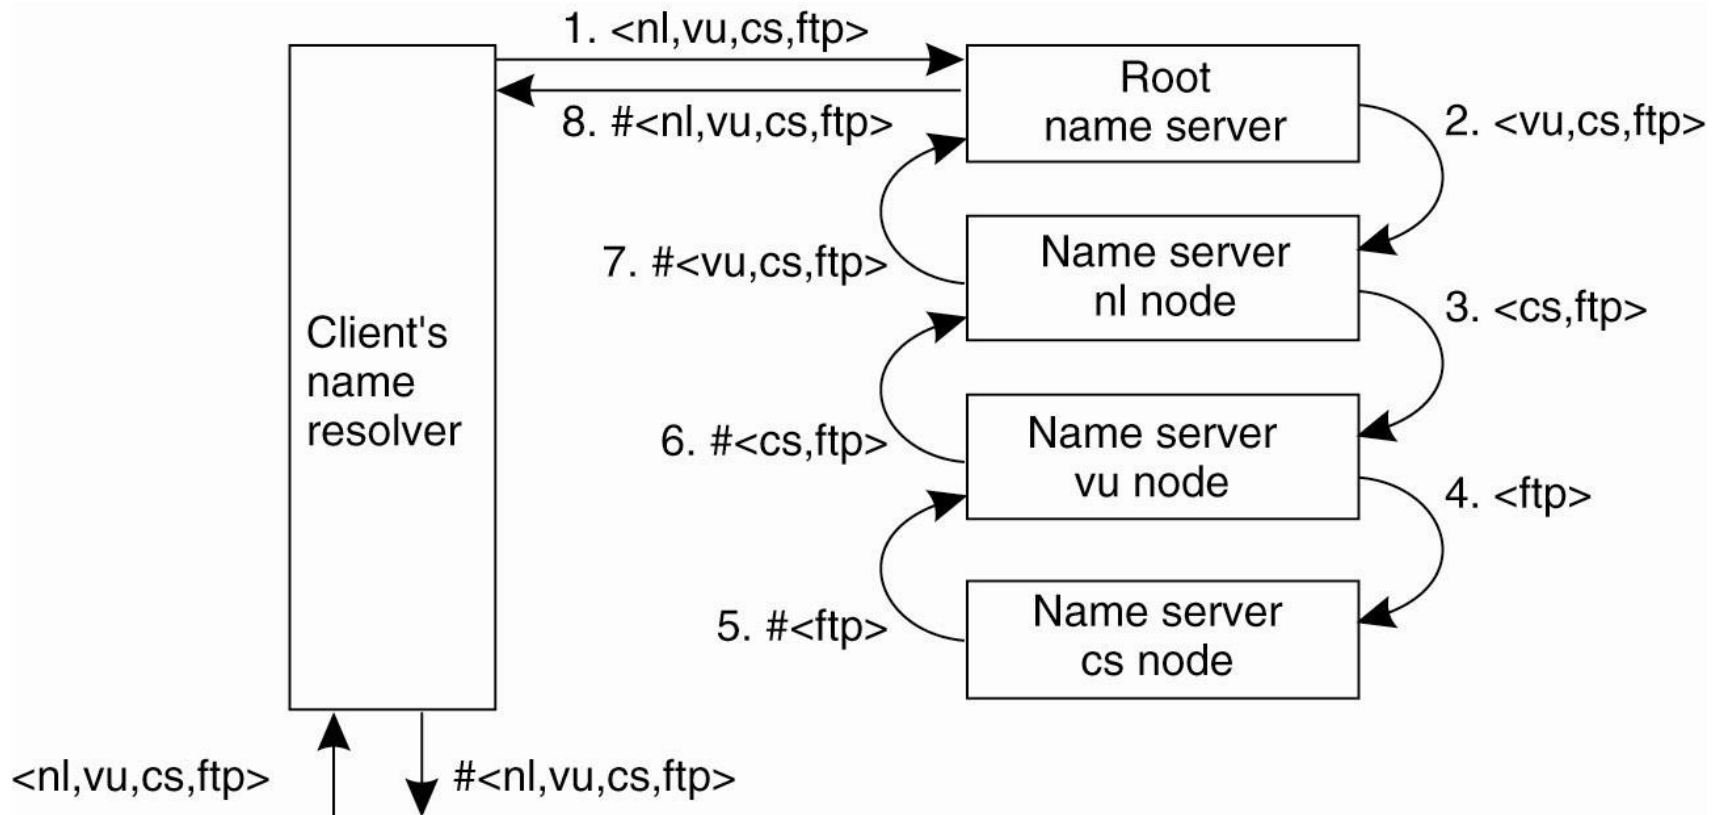 1. <nl,vu,cs,ftp>
Root
name server
8. #<nl,vu,cs,ftp>
2. <vu,cs,ftp>
7. #<vu,cs,ftp>
Name server
nl node
3. <cs,ftp>
Client's
name
resolver
6. #<cs,ftp>
Name server
vu node
4. <ftp>
5. #<ftp>
Name server
cs node
<nl,vu,cs,ftp>
#<nl,vu,cs,ftp>